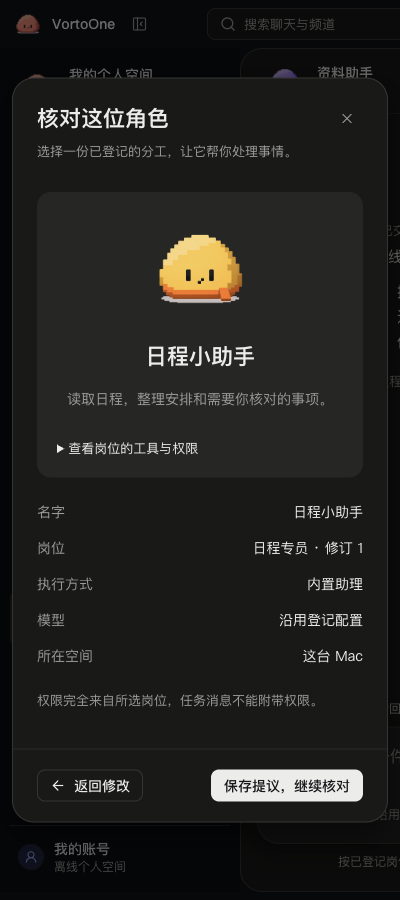 VortoOne
搜索聊天与频道
我的个人空间
资料助手
核对这位角色
选择一份已登记的分工，让它帮你处理事情。
日程小助手
读取日程，整理安排和需要你核对的事项。
查看岗位的工具与权限
名字 日程小助手
岗位 日程专员 · 修订 1
执行方式 内置助理
模型 沿用登记配置
所在空间 这台 Mac
权限完全来自所选岗位，任务消息不能附带权限。
返回修改 保存提议，继续核对
我的账号
离线个人空间
按已登记岗